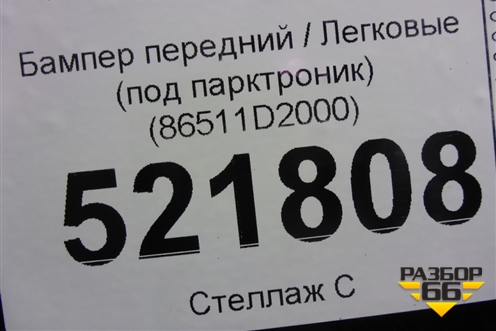 Бампер передний / Легковые
(под парктроник)
(86511D2000)
521808
Стеллаж С
РАЗБОР
66